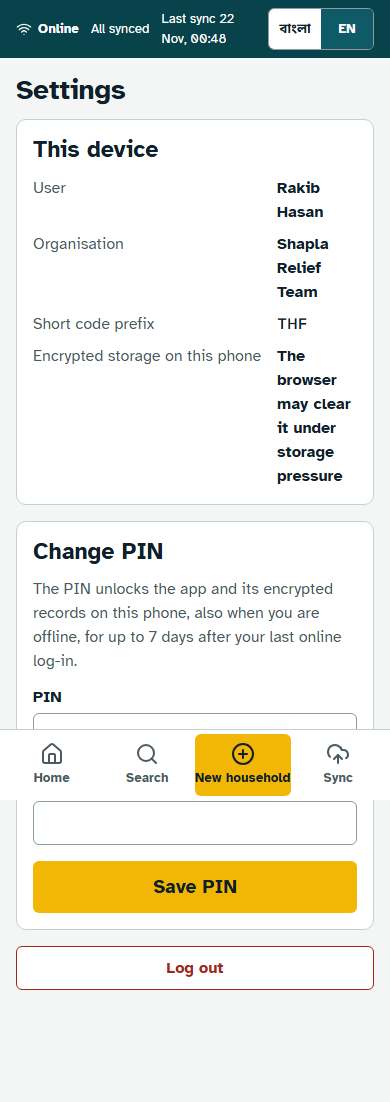 Online All synced Last sync 22
Nov, 00:48
বাংলা EN
Settings
This device
User Rakib
Hasan
Organisation Shapla
Relief
Team
Short code prefix THF
Encrypted storage on this phone The
browser
may clear
it under
storage
pressure
Change PIN
The PIN unlocks the app and its encrypted
records on this phone, also when you are
offline, for up to 7 days after your last online
log-in.
PIN
Home Search New household Sync
Save PIN
Log out